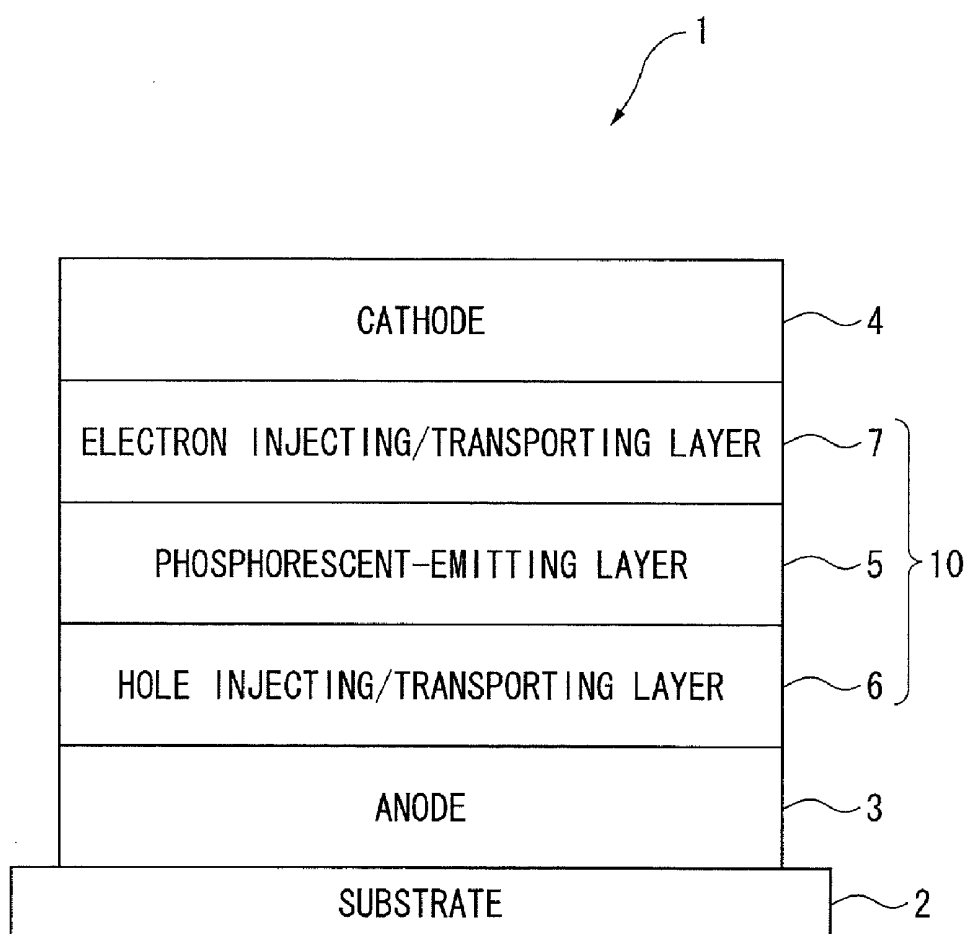 1
CATHODE 4
ELECTRON INJECTING/TRANSPORTING LAYER 7
PHOSPHORESCENT-EMITTING LAYER 5 10
HOLE INJECTING/TRANSPORTING LAYER 6
ANODE 3
SUBSTRATE 2